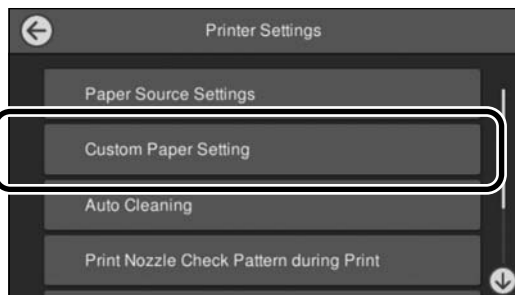 Printer Settings
Paper Source Settings
Custom Paper Setting
Auto Cleaning
Print Nozzle Check Pattern during Print